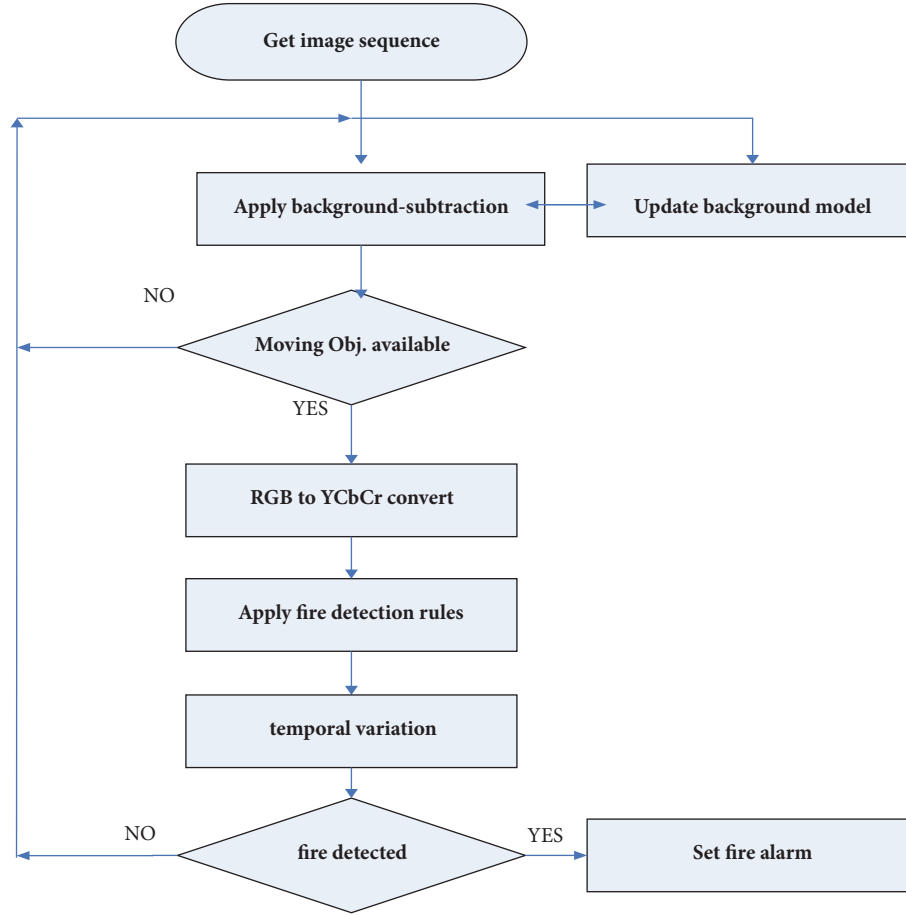 Get image sequence
Apply background-subtraction
Update background model
NO
Moving Obj. available
YES
RGB to YCbCr convert
Apply fire detection rules
temporal variation
NO
fire detected
YES
Set fire alarm